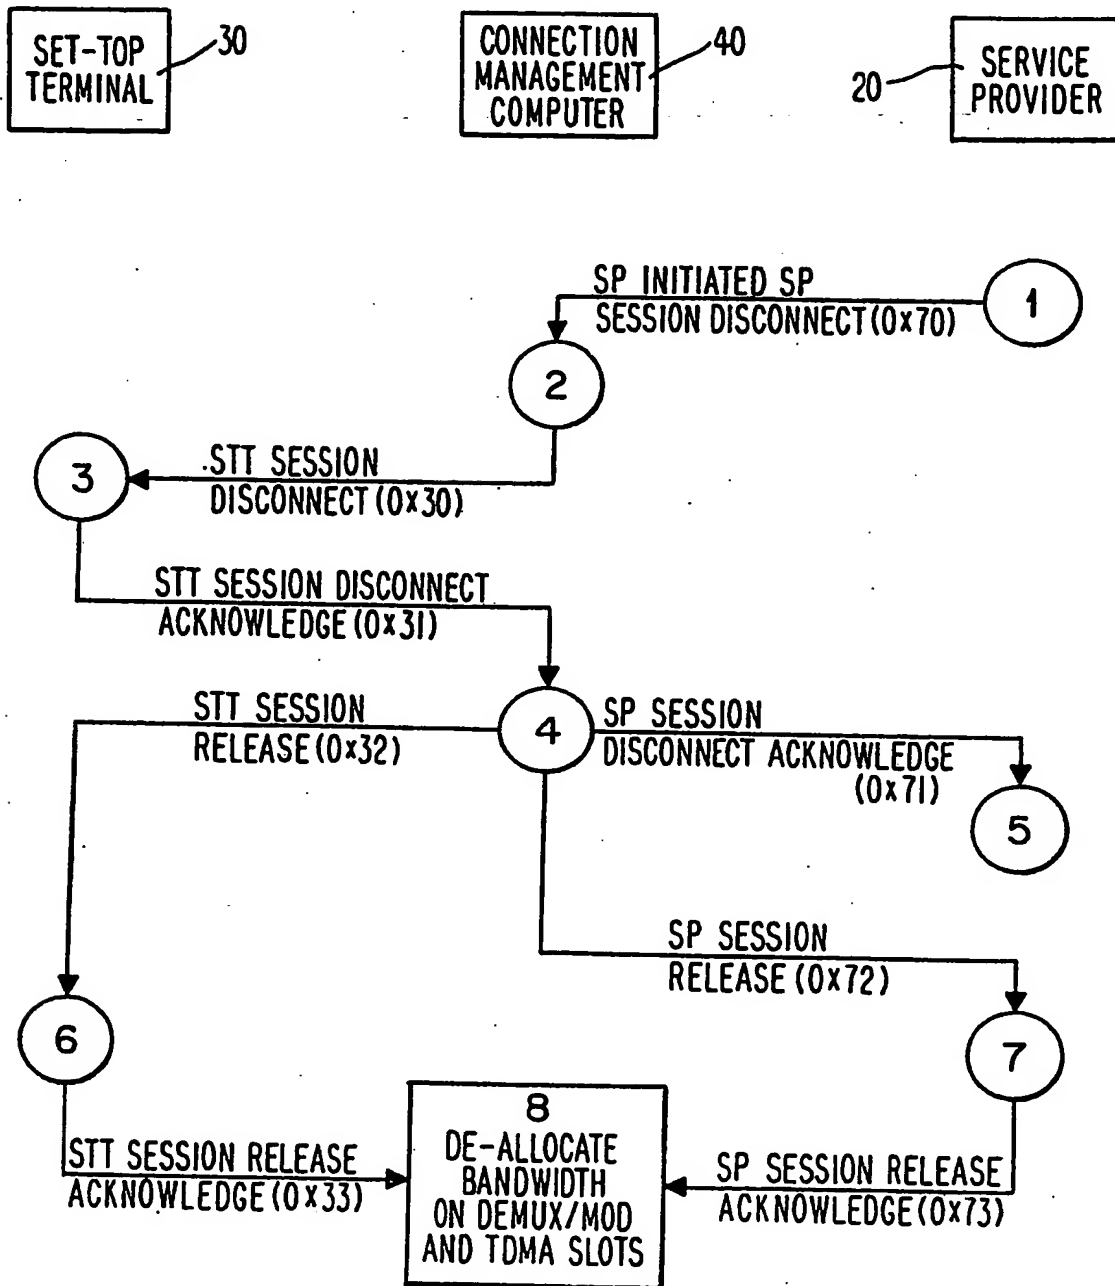 SET-TOP
TERMINAL
30
CONNECTION
MANAGEMENT
COMPUTER
40
20
SERVICE
PROVIDER
SP INITIATED SP
SESSION DISCONNECT (0x70)
1
2
3
STT SESSION
DISCONNECT (0x30)
STT SESSION DISCONNECT
ACKNOWLEDGE (0x31)
STT SESSION
RELEASE (0x32)
4
SP SESSION
DISCONNECT ACKNOWLEDGE
(0x71)
5
SP SESSION
RELEASE (0x72)
6
7
8
DE-ALLOCATE
BANDWIDTH
ON DEMUX/MOD
AND TDMA SLOTS
STT SESSION RELEASE
ACKNOWLEDGE (0x33)
SP SESSION RELEASE
ACKNOWLEDGE (0x73)